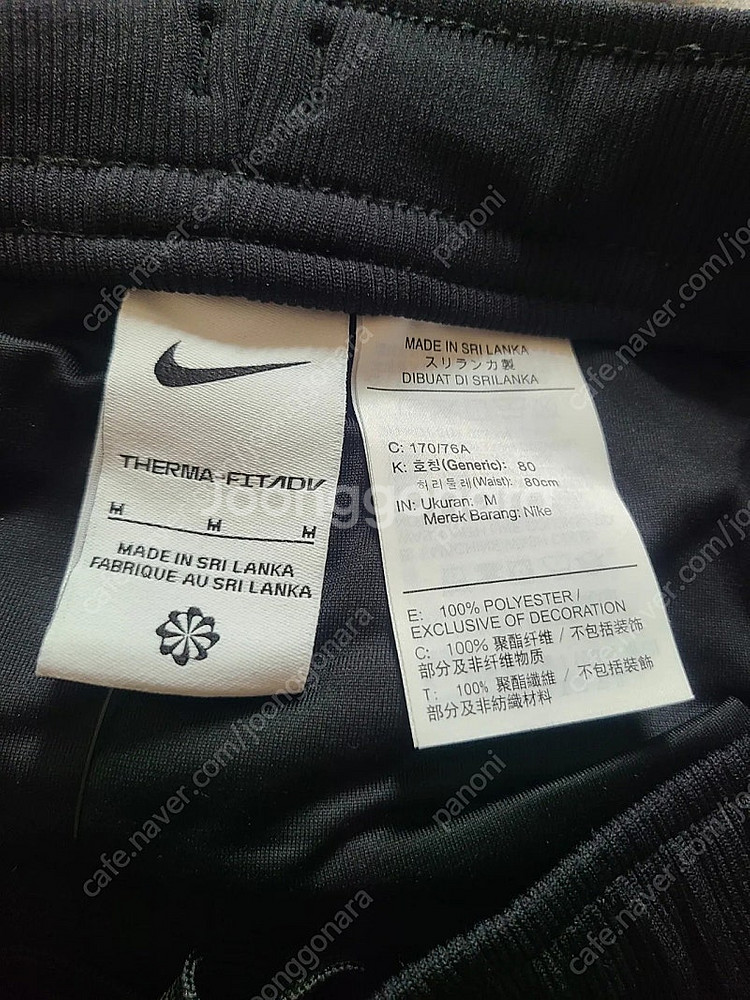 THERMA-FITADV
M M M
MADE IN SRI LANKA
FABRIQUE AU SRI LANKA
MADE IN SRI LANKA
スリランカ製
DIBUAT DI SRILANKA
C: 170/76A
K: 호칭(Generic): 80
허리둘레(Waist): 80cm
IN: Ukuran: M
Merek Barang: Nike
E: 100% POLYESTER /
EXCLUSIVE OF DECORATION
C: 100% 聚酯纤维 / 不包括装饰
部分及非纤维物质
T: 100% 聚酯纖維 / 不包括裝飾
部分及非紡織材料
Joonggonara
cafe.naver.com/joonggonara
panoni